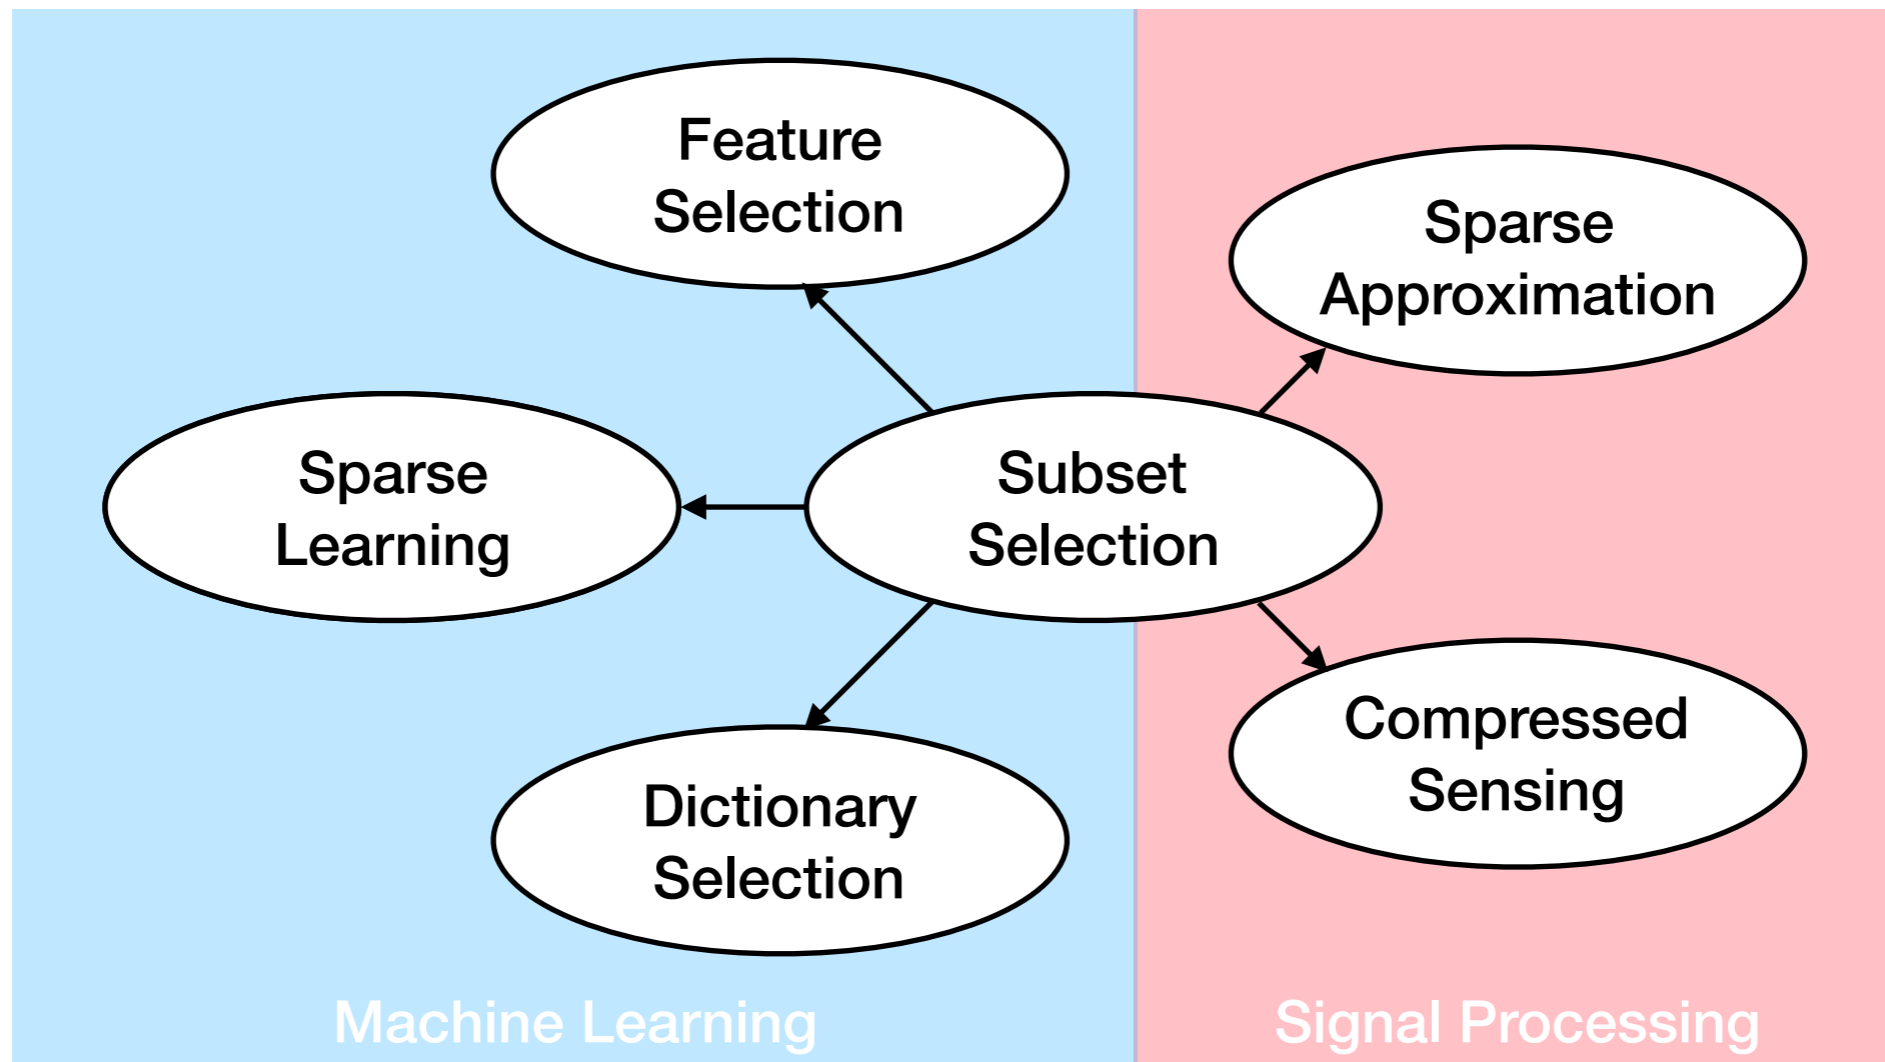 Feature
Selection
Sparse
Approximation
Sparse
Learning
Subset
Selection
Compressed
Sensing
Dictionary
Selection
Machine Learning
Signal Processing